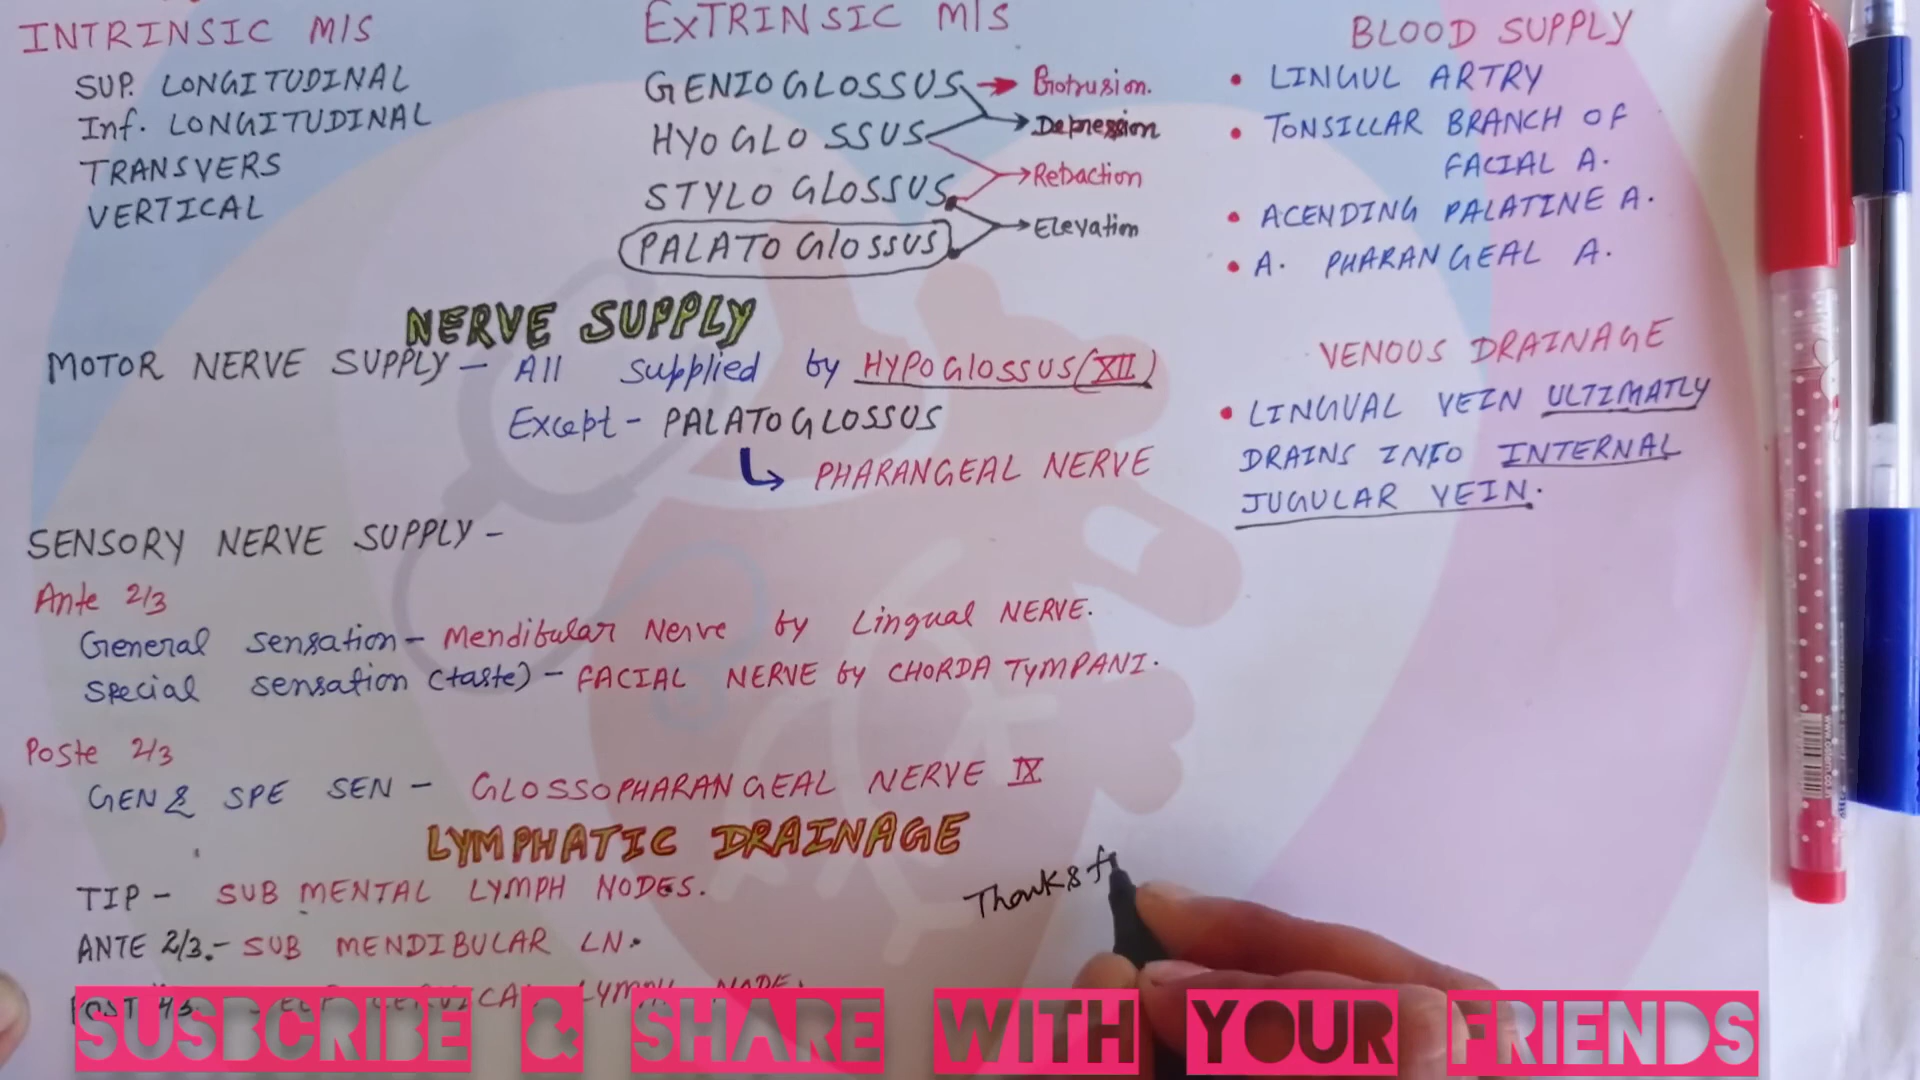 INTRINSIC M/S
SUP. LONGITUDINAL
Inf. LONGITUDINAL
TRANSVERS
VERTICAL
EXTRINSIC M/S
GENIOGLOSSUS
HYOGLOSSUS
STYLOGLOSSUS
PALATOGLOSSUS
Protrusion.
Depression
Retraction
Elevation
BLOOD SUPPLY
• LINGUL ARTRY
• TONSILLAR BRANCH OF
FACIAL A.
• ACENDING PALATINE A.
• A. PHARANGEAL A.
VENOUS DRAINAGE
• LINGUAL VEIN ULTIMATLY
DRAINS INTO INTERNAL
JUGULAR VEIN.
NERVE SUPPLY
MOTOR NERVE SUPPLY - All supplied by HYPOGlOSSUS(XII)
Except - PALATOGLOSSUS
PHARANGEAL NERVE
SENSORY NERVE SUPPLY -
Ante 2/3
General sensation - Mendibular Nerve by Lingual NERVE.
Special sensation (taste) - FACIAL NERVE by CHORDA TYMPANI.
Poste 2/3
GEN & SPE SEN - GLOSSOPHARANGEAL NERVE IX
LYMPHATIC DRAINAGE
TIP - SUB MENTAL LYMPH NODES.
ANTE 2/3. - SUB MENDIBULAR LN.
POST LYMPH NODE.
Thanks f
SUSBCRIBE & SHARE WITH YOUR FRIENDS